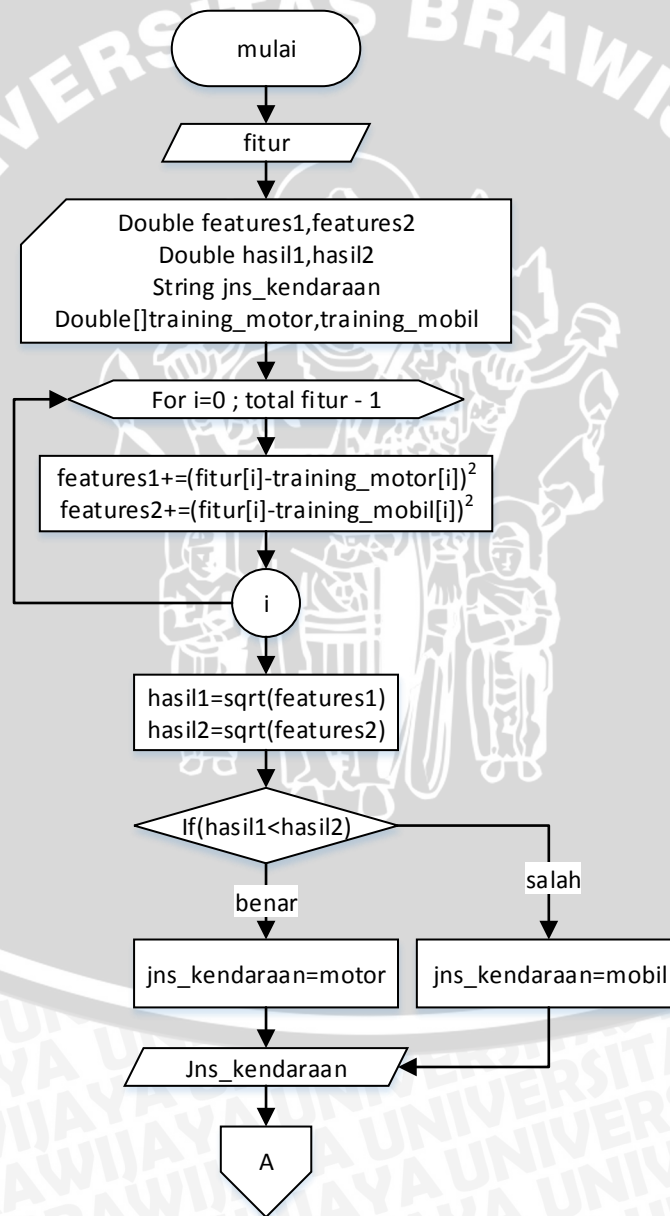 mulai
fitur
Double features1,features2
Double hasil1,hasil2
String jns_kendaraan
Double[]training_motor,training_mobil
For i=0 ; total fitur - 1
features1+=(fitur[i]-training_motor[i])²
features2+=(fitur[i]-training_mobil[i])²
i
hasil1=sqrt(features1)
hasil2=sqrt(features2)
If(hasil1<hasil2)
salah
benar
jns_kendaraan=motor
jns_kendaraan=mobil
Jns_kendaraan
A